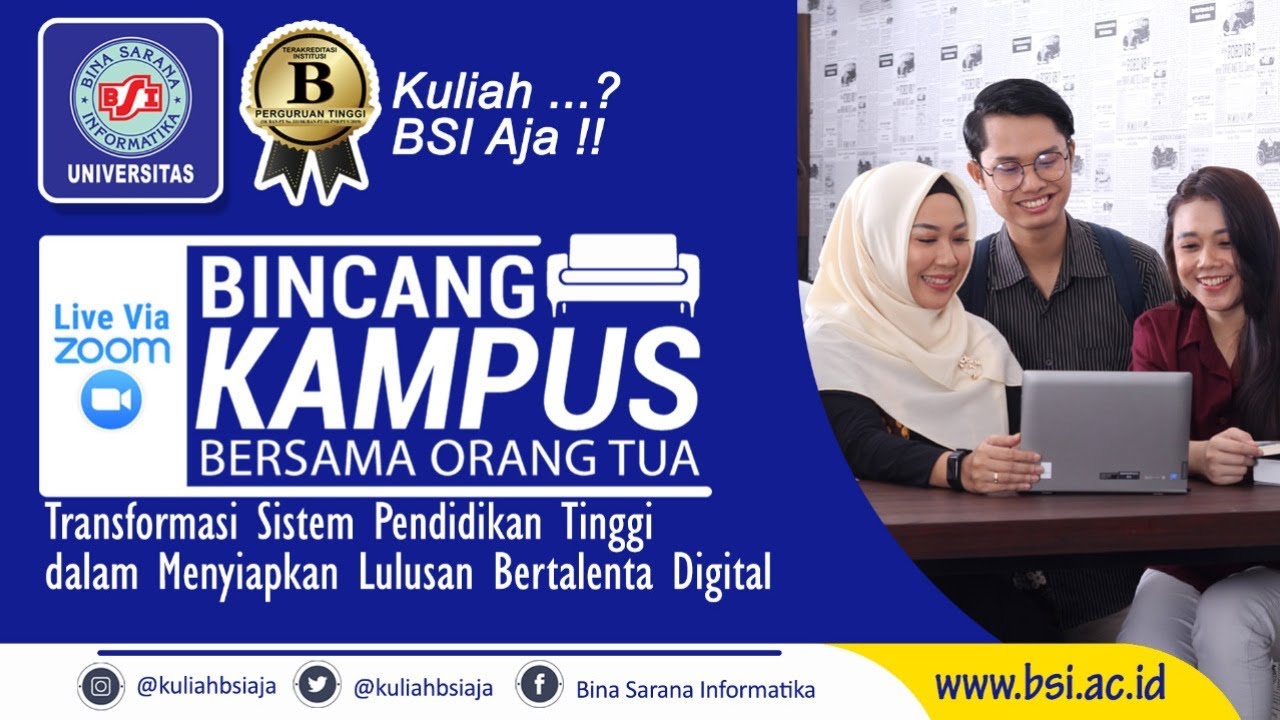 BINA SARANA
BSI
INFORMATIKA
UNIVERSITAS
TERAKREDITASI
INSTITUSI
B
PERGURUAN TINGGI
Kuliah ...?
BSI Aja !!
Live Via
zoom
BINCANG
KAMPUS
BERSAMA ORANG TUA
Transformasi Sistem Pendidikan Tinggi
dalam Menyiapkan Lulusan Bertalenta Digital
@kuliahbsiaja
@kuliahbsiaja
Bina Sarana Informatika
www.bsi.ac.id